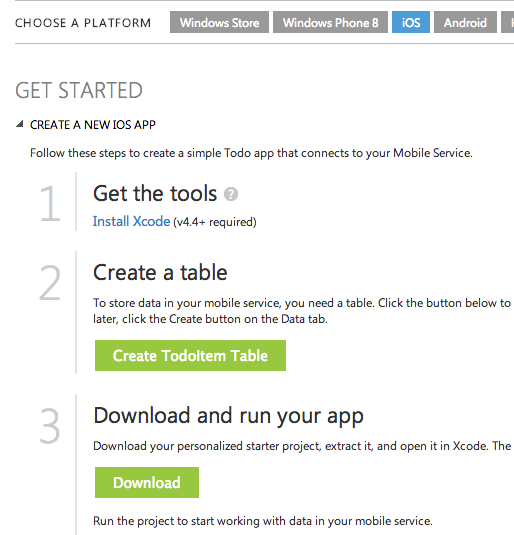 CHOOSE A PLATFORM Windows Store Windows Phone 8 iOS Android
GET STARTED
CREATE A NEW IOS APP
Follow these steps to create a simple Todo app that connects to your Mobile Service.
1 Get the tools ?
Install Xcode (v4.4+ required)
2 Create a table
To store data in your mobile service, you need a table. Click the button below to
later, click the Create button on the Data tab.
Create TodoItem Table
3 Download and run your app
Download your personalized starter project, extract it, and open it in Xcode. The
Download
Run the project to start working with data in your mobile service.